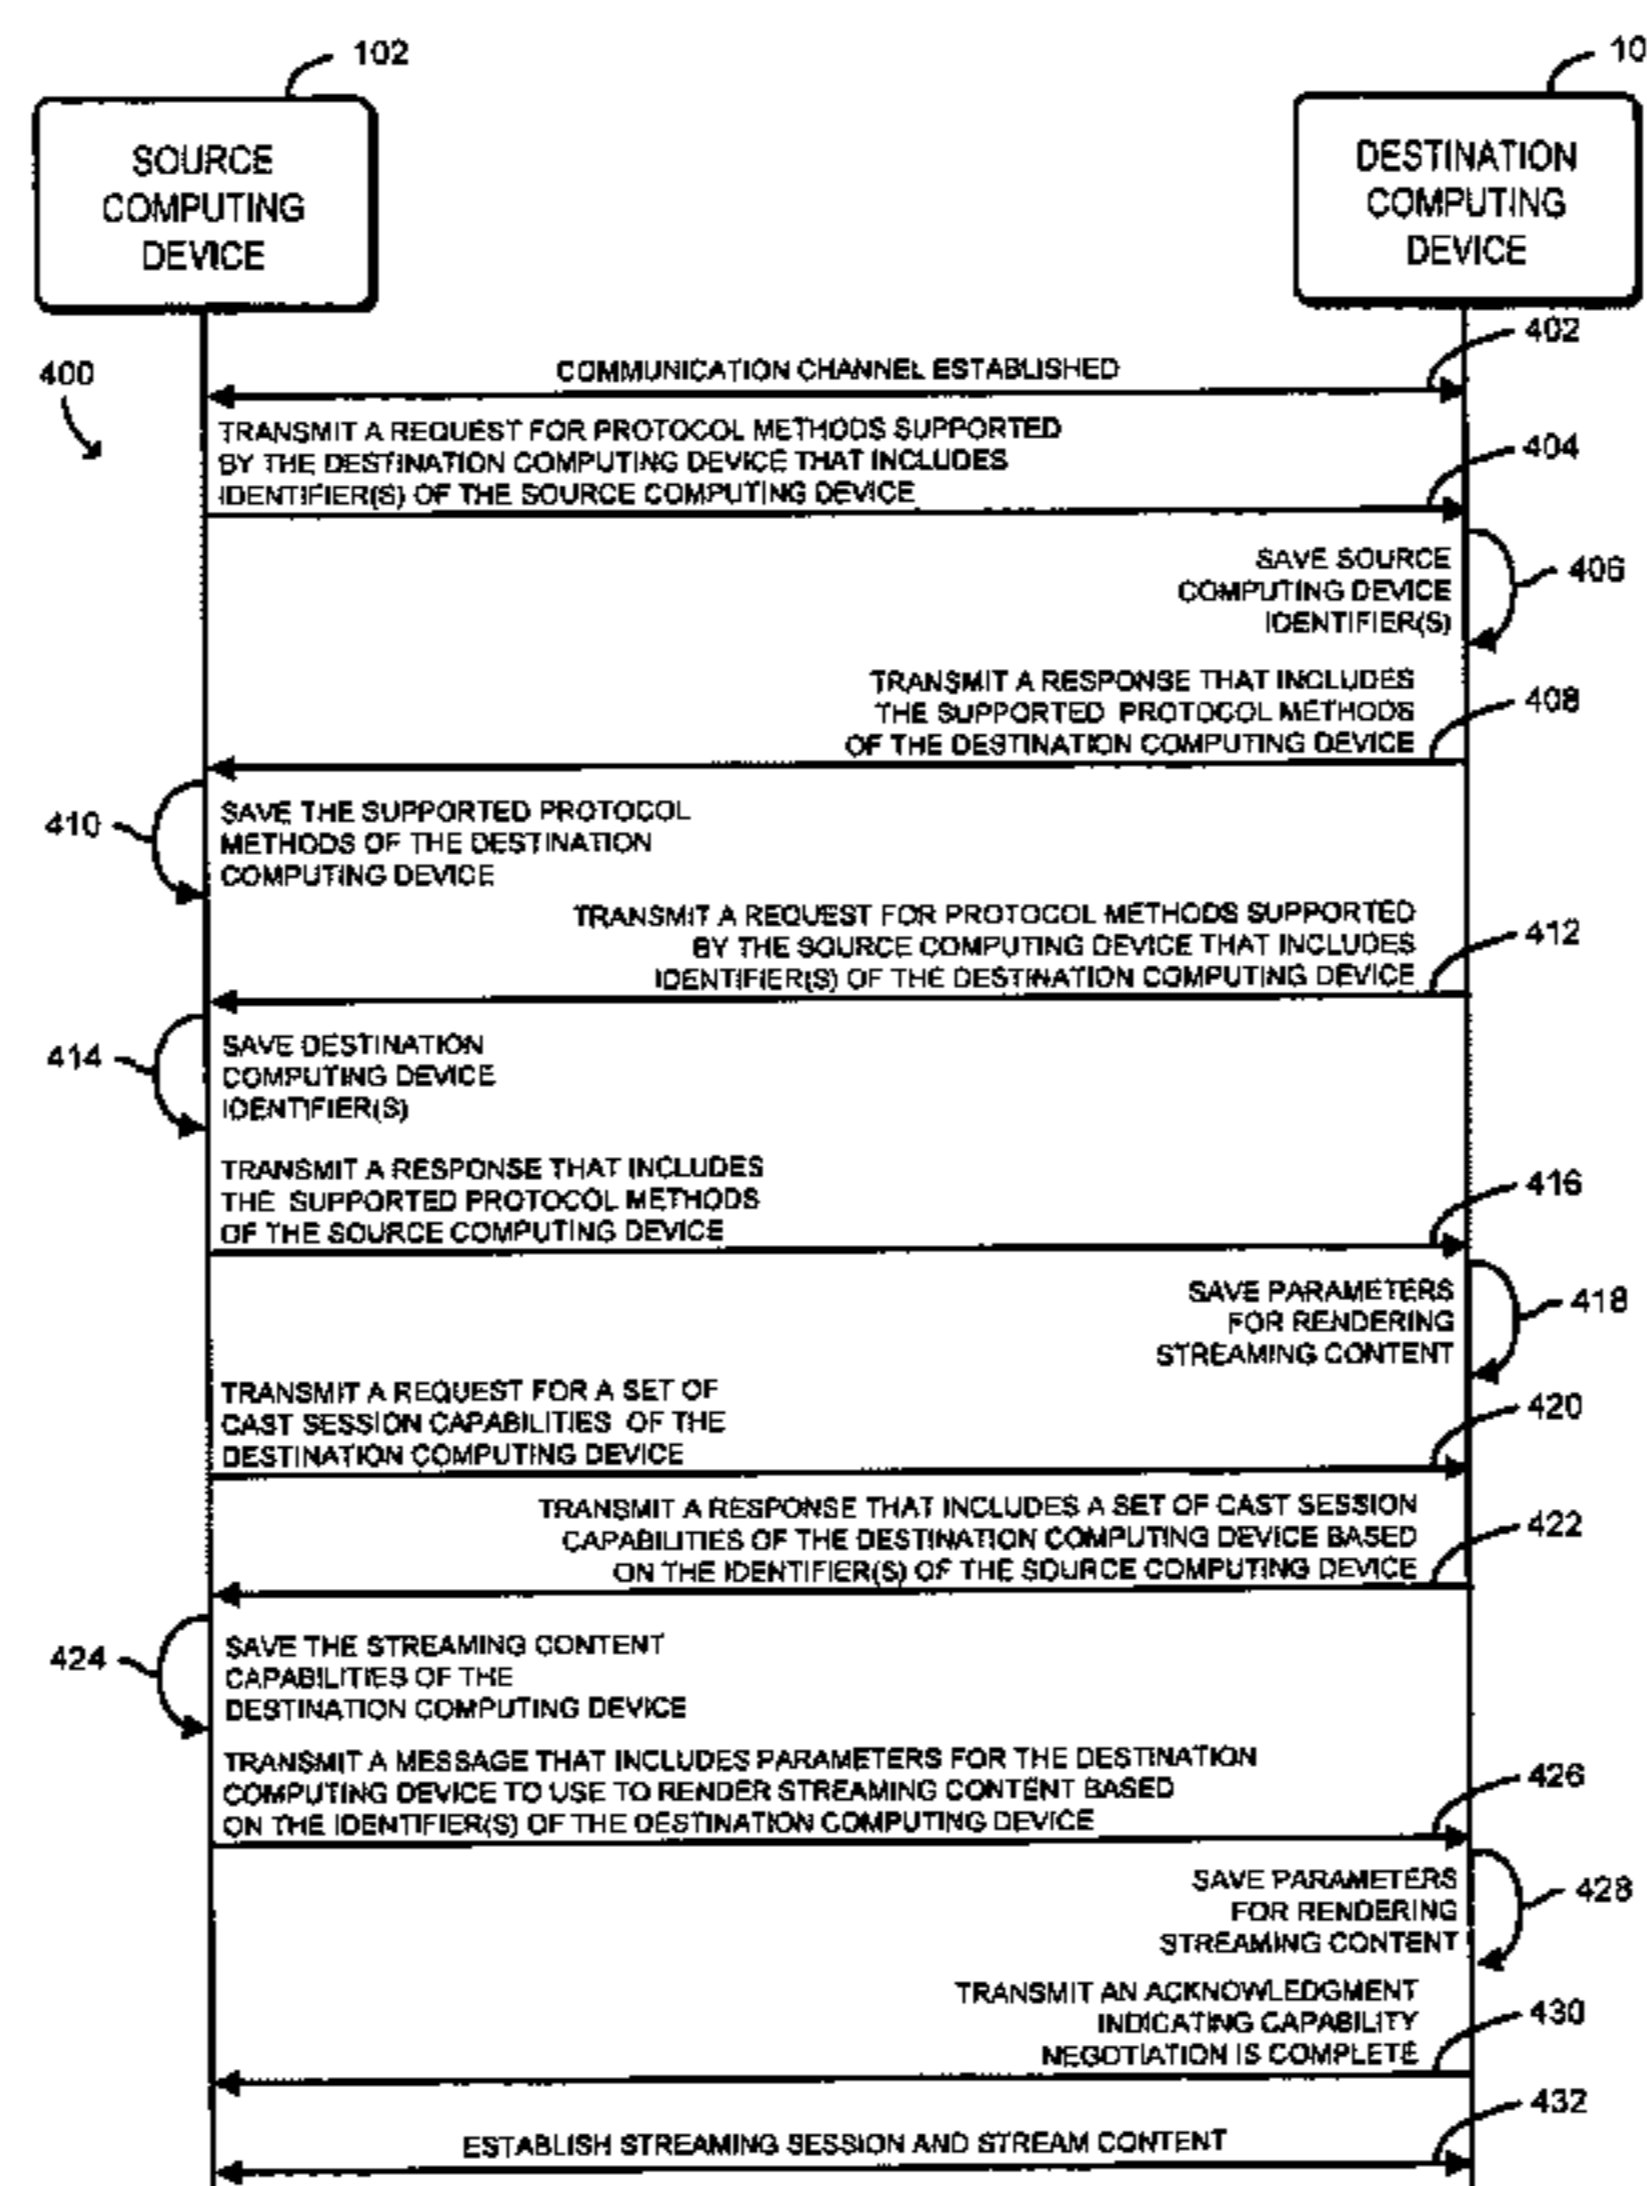 102
10
SOURCE
COMPUTING
DEVICE
DESTINATION
COMPUTING
DEVICE
400
402
COMMUNICATION CHANNEL ESTABLISHED
TRANSMIT A REQUEST FOR PROTOCOL METHODS SUPPORTED
BY THE DESTINATION COMPUTING DEVICE THAT INCLUDES
IDENTIFIER(S) OF THE SOURCE COMPUTING DEVICE
404
SAVE SOURCE
COMPUTING DEVICE
IDENTIFIER(S)
406
TRANSMIT A RESPONSE THAT INCLUDES
THE SUPPORTED PROTOCOL METHODS
OF THE DESTINATION COMPUTING DEVICE
408
410
SAVE THE SUPPORTED PROTOCOL
METHODS OF THE DESTINATION
COMPUTING DEVICE
TRANSMIT A REQUEST FOR PROTOCOL METHODS SUPPORTED
BY THE SOURCE COMPUTING DEVICE THAT INCLUDES
IDENTIFIER(S) OF THE DESTINATION COMPUTING DEVICE
412
414
SAVE DESTINATION
COMPUTING DEVICE
IDENTIFIER(S)
TRANSMIT A RESPONSE THAT INCLUDES
THE SUPPORTED PROTOCOL METHODS
OF THE SOURCE COMPUTING DEVICE
416
SAVE PARAMETERS
FOR RENDERING
STREAMING CONTENT
418
TRANSMIT A REQUEST FOR A SET OF
CAST SESSION CAPABILITIES OF THE
DESTINATION COMPUTING DEVICE
420
TRANSMIT A RESPONSE THAT INCLUDES A SET OF CAST SESSION
CAPABILITIES OF THE DESTINATION COMPUTING DEVICE BASED
ON THE IDENTIFIER(S) OF THE SOURCE COMPUTING DEVICE
422
424
SAVE THE STREAMING CONTENT
CAPABILITIES OF THE
DESTINATION COMPUTING DEVICE
TRANSMIT A MESSAGE THAT INCLUDES PARAMETERS FOR THE DESTINATION
COMPUTING DEVICE TO USE TO RENDER STREAMING CONTENT BASED
ON THE IDENTIFIER(S) OF THE DESTINATION COMPUTING DEVICE
426
SAVE PARAMETERS
FOR RENDERING
STREAMING CONTENT
428
TRANSMIT AN ACKNOWLEDGMENT
INDICATING CAPABILITY
NEGOTIATION IS COMPLETE
430
432
ESTABLISH STREAMING SESSION AND STREAM CONTENT